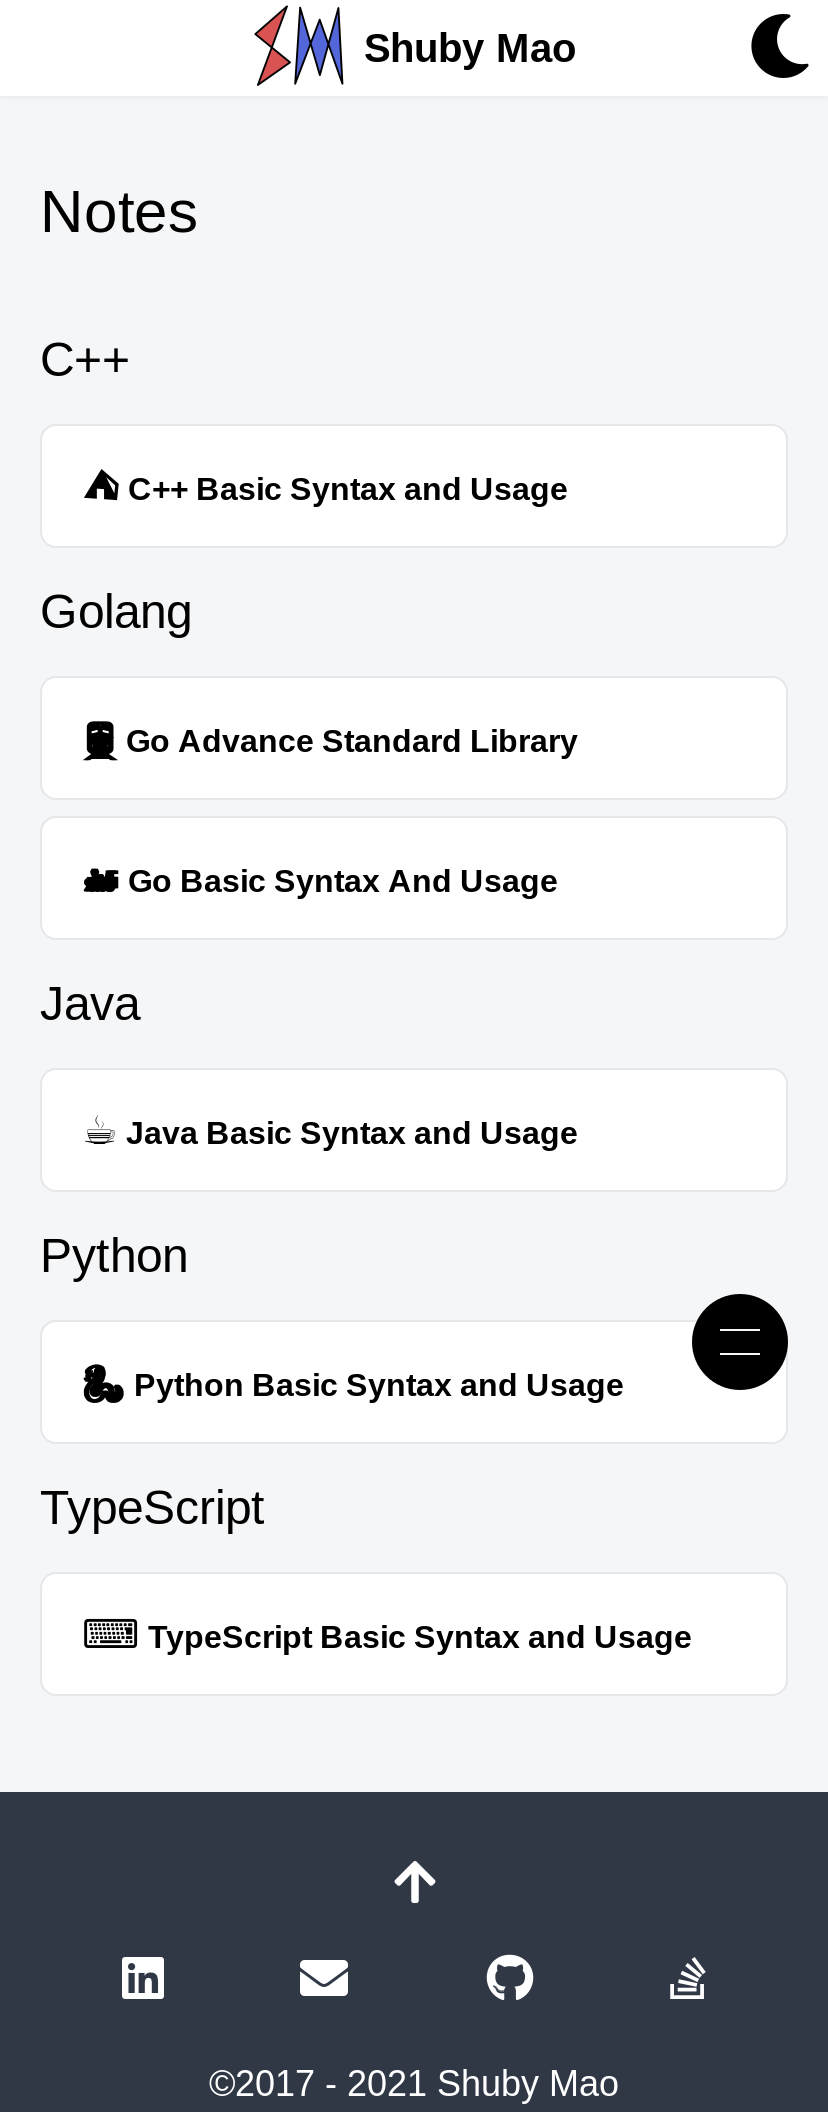 Shuby Mao
Notes
C++
C++ Basic Syntax and Usage
Golang
Go Advance Standard Library
Go Basic Syntax And Usage
Java
Java Basic Syntax and Usage
Python
Python Basic Syntax and Usage
TypeScript
TypeScript Basic Syntax and Usage
©2017 - 2021 Shuby Mao